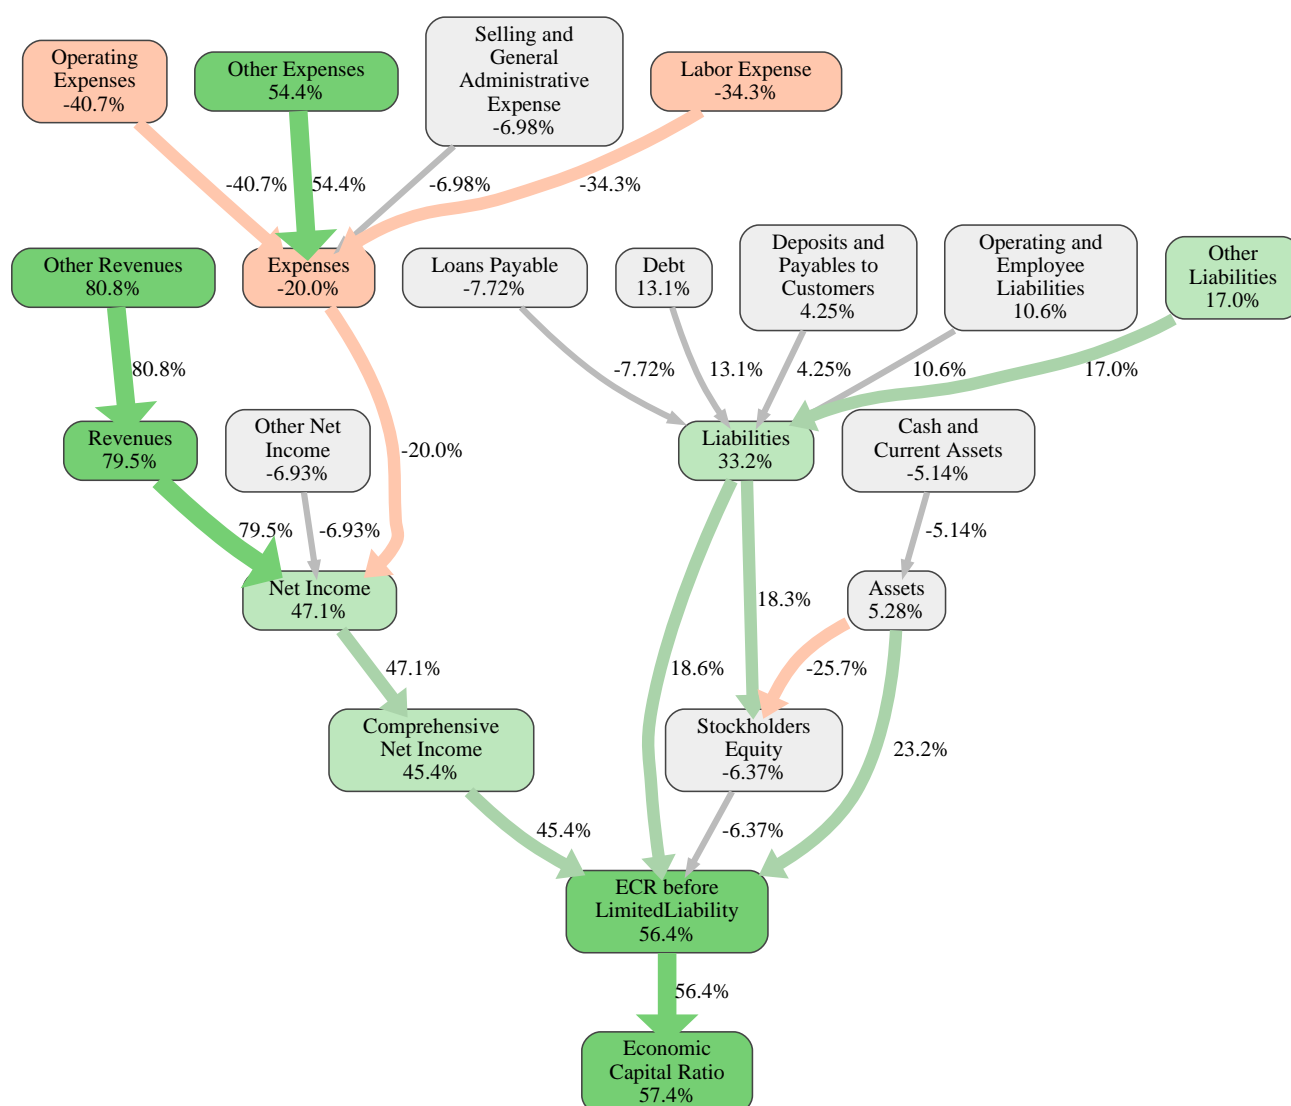 Operating
Expenses
-40.7%
Other Expenses
54.4%
Selling and
General
Administrative
Expense
-6.98%
Labor Expense
-34.3%
-40.7%
54.4%
-6.98%
-34.3%
Other Revenues
80.8%
Expenses
-20.0%
Loans Payable
-7.72%
Debt
13.1%
Deposits and
Payables to
Customers
4.25%
Operating and
Employee
Liabilities
10.6%
Other
Liabilities
17.0%
80.8%
-7.72%
13.1%
4.25%
10.6%
17.0%
Revenues
79.5%
Other Net
Income
-6.93%
-20.0%
Liabilities
33.2%
Cash and
Current Assets
-5.14%
79.5%
-6.93%
-5.14%
Net Income
47.1%
18.3%
Assets
5.28%
47.1%
18.6%
-25.7%
Comprehensive
Net Income
45.4%
Stockholders
Equity
-6.37%
23.2%
45.4%
-6.37%
ECR before
LimitedLiability
56.4%
56.4%
Economic
Capital Ratio
57.4%